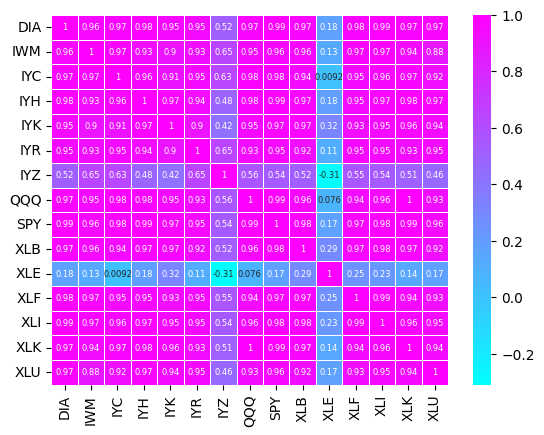 DIA 1 0.96 0.97 0.98 0.95 0.95 0.52 0.97 0.99 0.97 0.18 0.98 0.99 0.97 0.97
IWM 0.96 1 0.97 0.93 0.9 0.93 0.65 0.95 0.96 0.96 0.13 0.97 0.97 0.94 0.88
IYC 0.97 0.97 1 0.96 0.91 0.95 0.63 0.98 0.98 0.94 0.0092 0.95 0.96 0.97 0.92
IYH 0.98 0.93 0.96 1 0.97 0.94 0.48 0.98 0.99 0.97 0.18 0.95 0.97 0.98 0.97
IYK 0.95 0.9 0.91 0.97 1 0.9 0.42 0.95 0.97 0.97 0.32 0.93 0.95 0.96 0.94
IYR 0.95 0.93 0.95 0.94 0.9 1 0.65 0.93 0.95 0.92 0.11 0.95 0.95 0.93 0.95
IYZ 0.52 0.65 0.63 0.48 0.42 0.65 1 0.56 0.54 0.52 -0.31 0.55 0.54 0.51 0.46
QQQ 0.97 0.95 0.98 0.98 0.95 0.93 0.56 1 0.99 0.96 0.076 0.94 0.96 1 0.93
SPY 0.99 0.96 0.98 0.99 0.97 0.95 0.54 0.99 1 0.98 0.17 0.97 0.98 0.99 0.96
XLB 0.97 0.96 0.94 0.97 0.97 0.92 0.52 0.96 0.98 1 0.29 0.97 0.98 0.97 0.92
XLE 0.18 0.13 0.0092 0.18 0.32 0.11 -0.31 0.076 0.17 0.29 1 0.25 0.23 0.14 0.17
XLF 0.98 0.97 0.95 0.95 0.93 0.95 0.55 0.94 0.97 0.97 0.25 1 0.99 0.94 0.93
XLI 0.99 0.97 0.96 0.97 0.95 0.95 0.54 0.96 0.98 0.98 0.23 0.99 1 0.96 0.95
XLK 0.97 0.94 0.97 0.98 0.96 0.93 0.51 1 0.99 0.97 0.14 0.94 0.96 1 0.94
XLU 0.97 0.88 0.92 0.97 0.94 0.95 0.46 0.93 0.96 0.92 0.17 0.93 0.95 0.94 1
DIA IWM IYC IYH IYK IYR IYZ QQQ SPY XLB XLE XLF XLI XLK XLU
1.0
0.8
0.6
0.4
0.2
0.0
−0.2